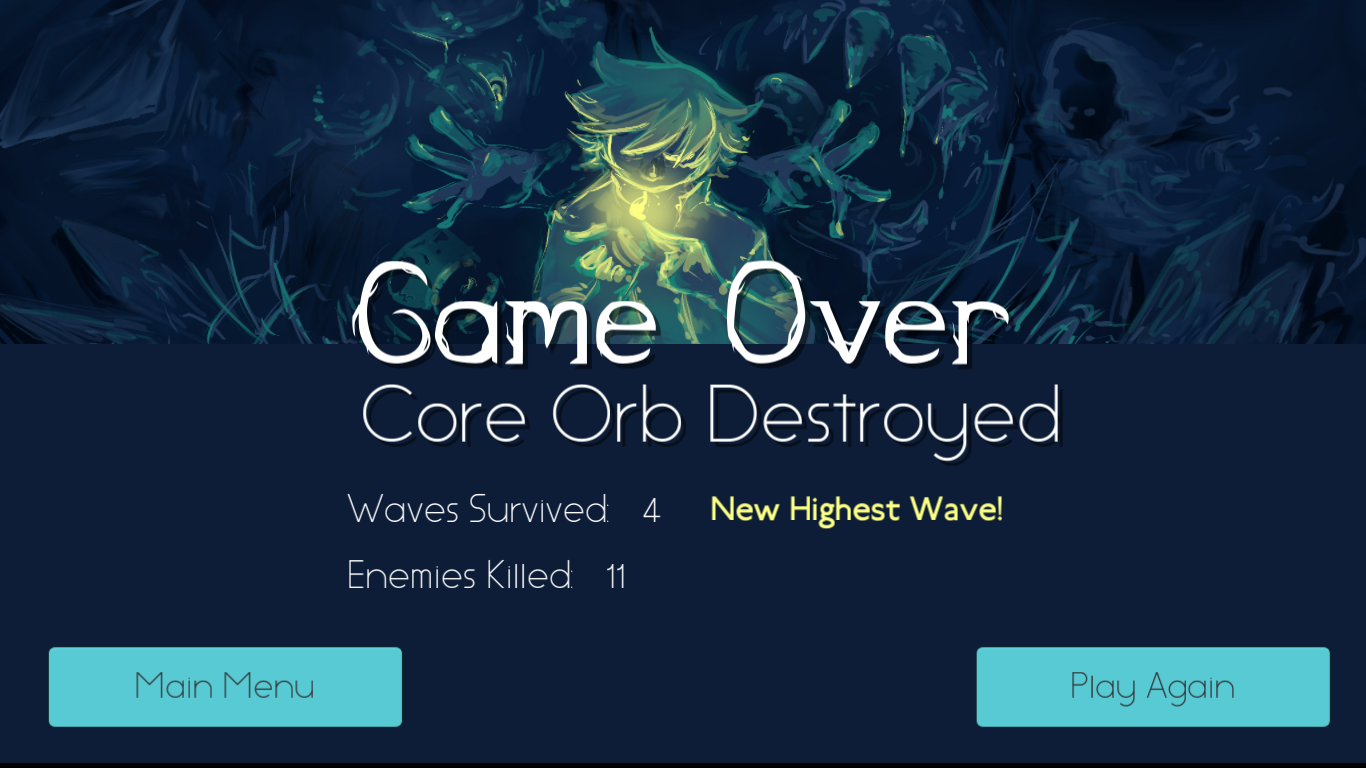 Game Over
Core Orb Destroyed
Waves Survived: 4 New Highest Wave!
Enemies Killed: 11
Main Menu
Play Again